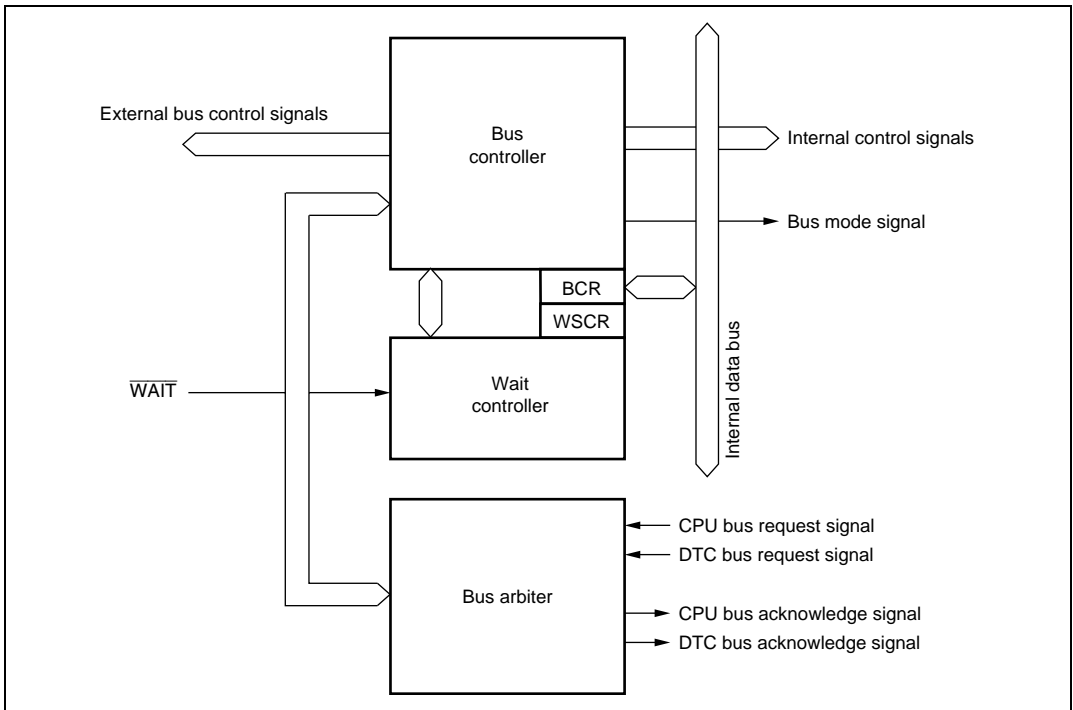 External bus control signals
Bus
controller
Internal control signals
Bus mode signal
BCR
WSCR
Internal data bus
WAIT
Wait
controller
Bus arbiter
CPU bus request signal
DTC bus request signal
CPU bus acknowledge signal
DTC bus acknowledge signal